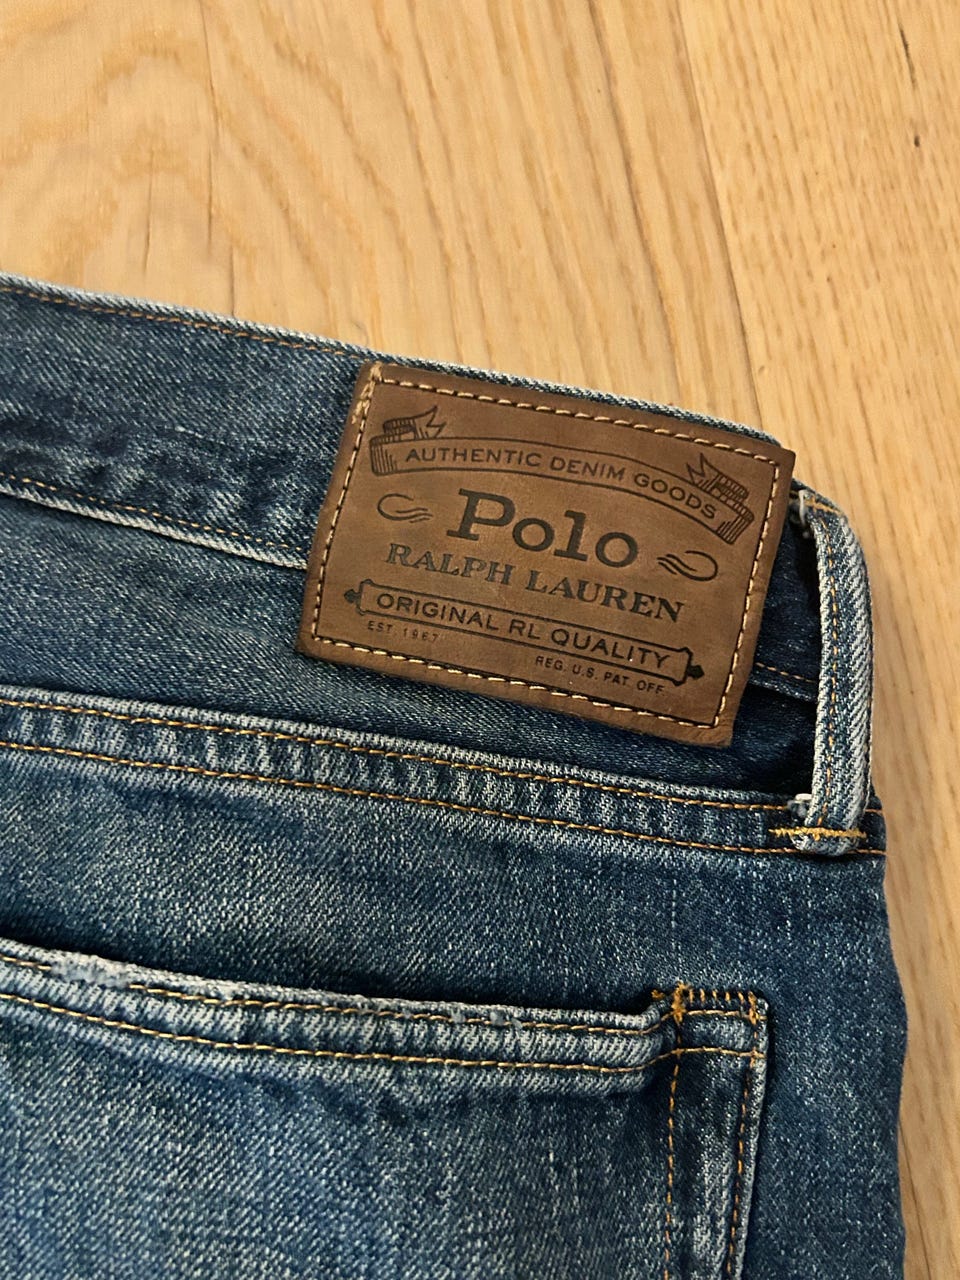 AUTHENTIC DENIM GOODS
Polo
RALPH LAUREN
ORIGINAL RL QUALITY
EST. 1967
REG. U.S. PAT. OFF.